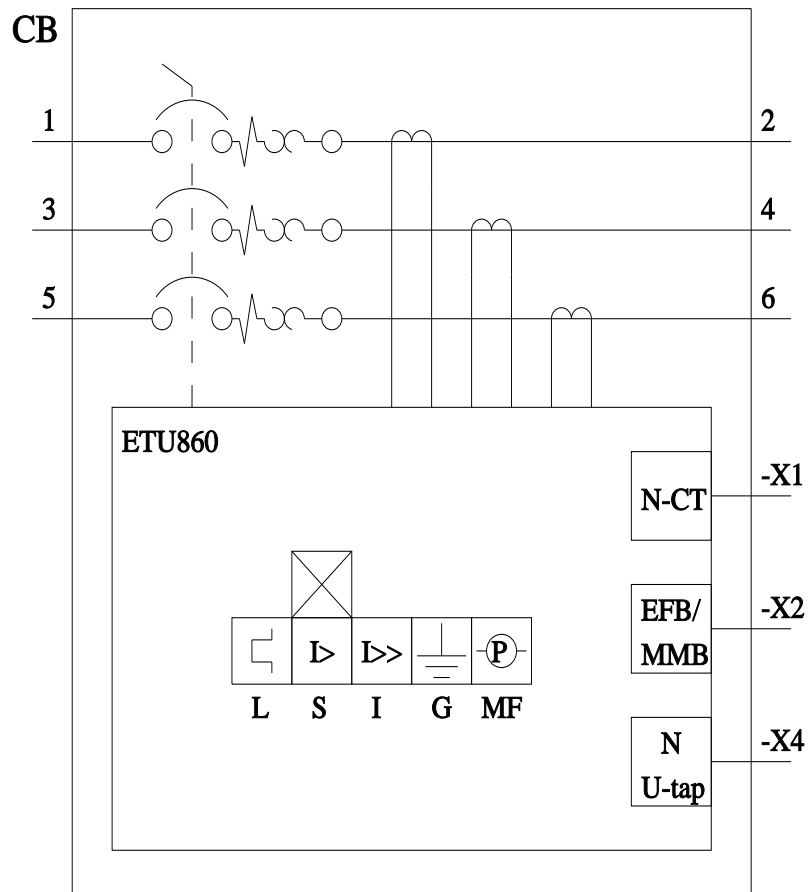 CB
1 2
3 4
5 6
ETU860
N-CT -X1
EFB/ -X2
MMB
I> I>> P
L S I G MF
N -X4
U-tap